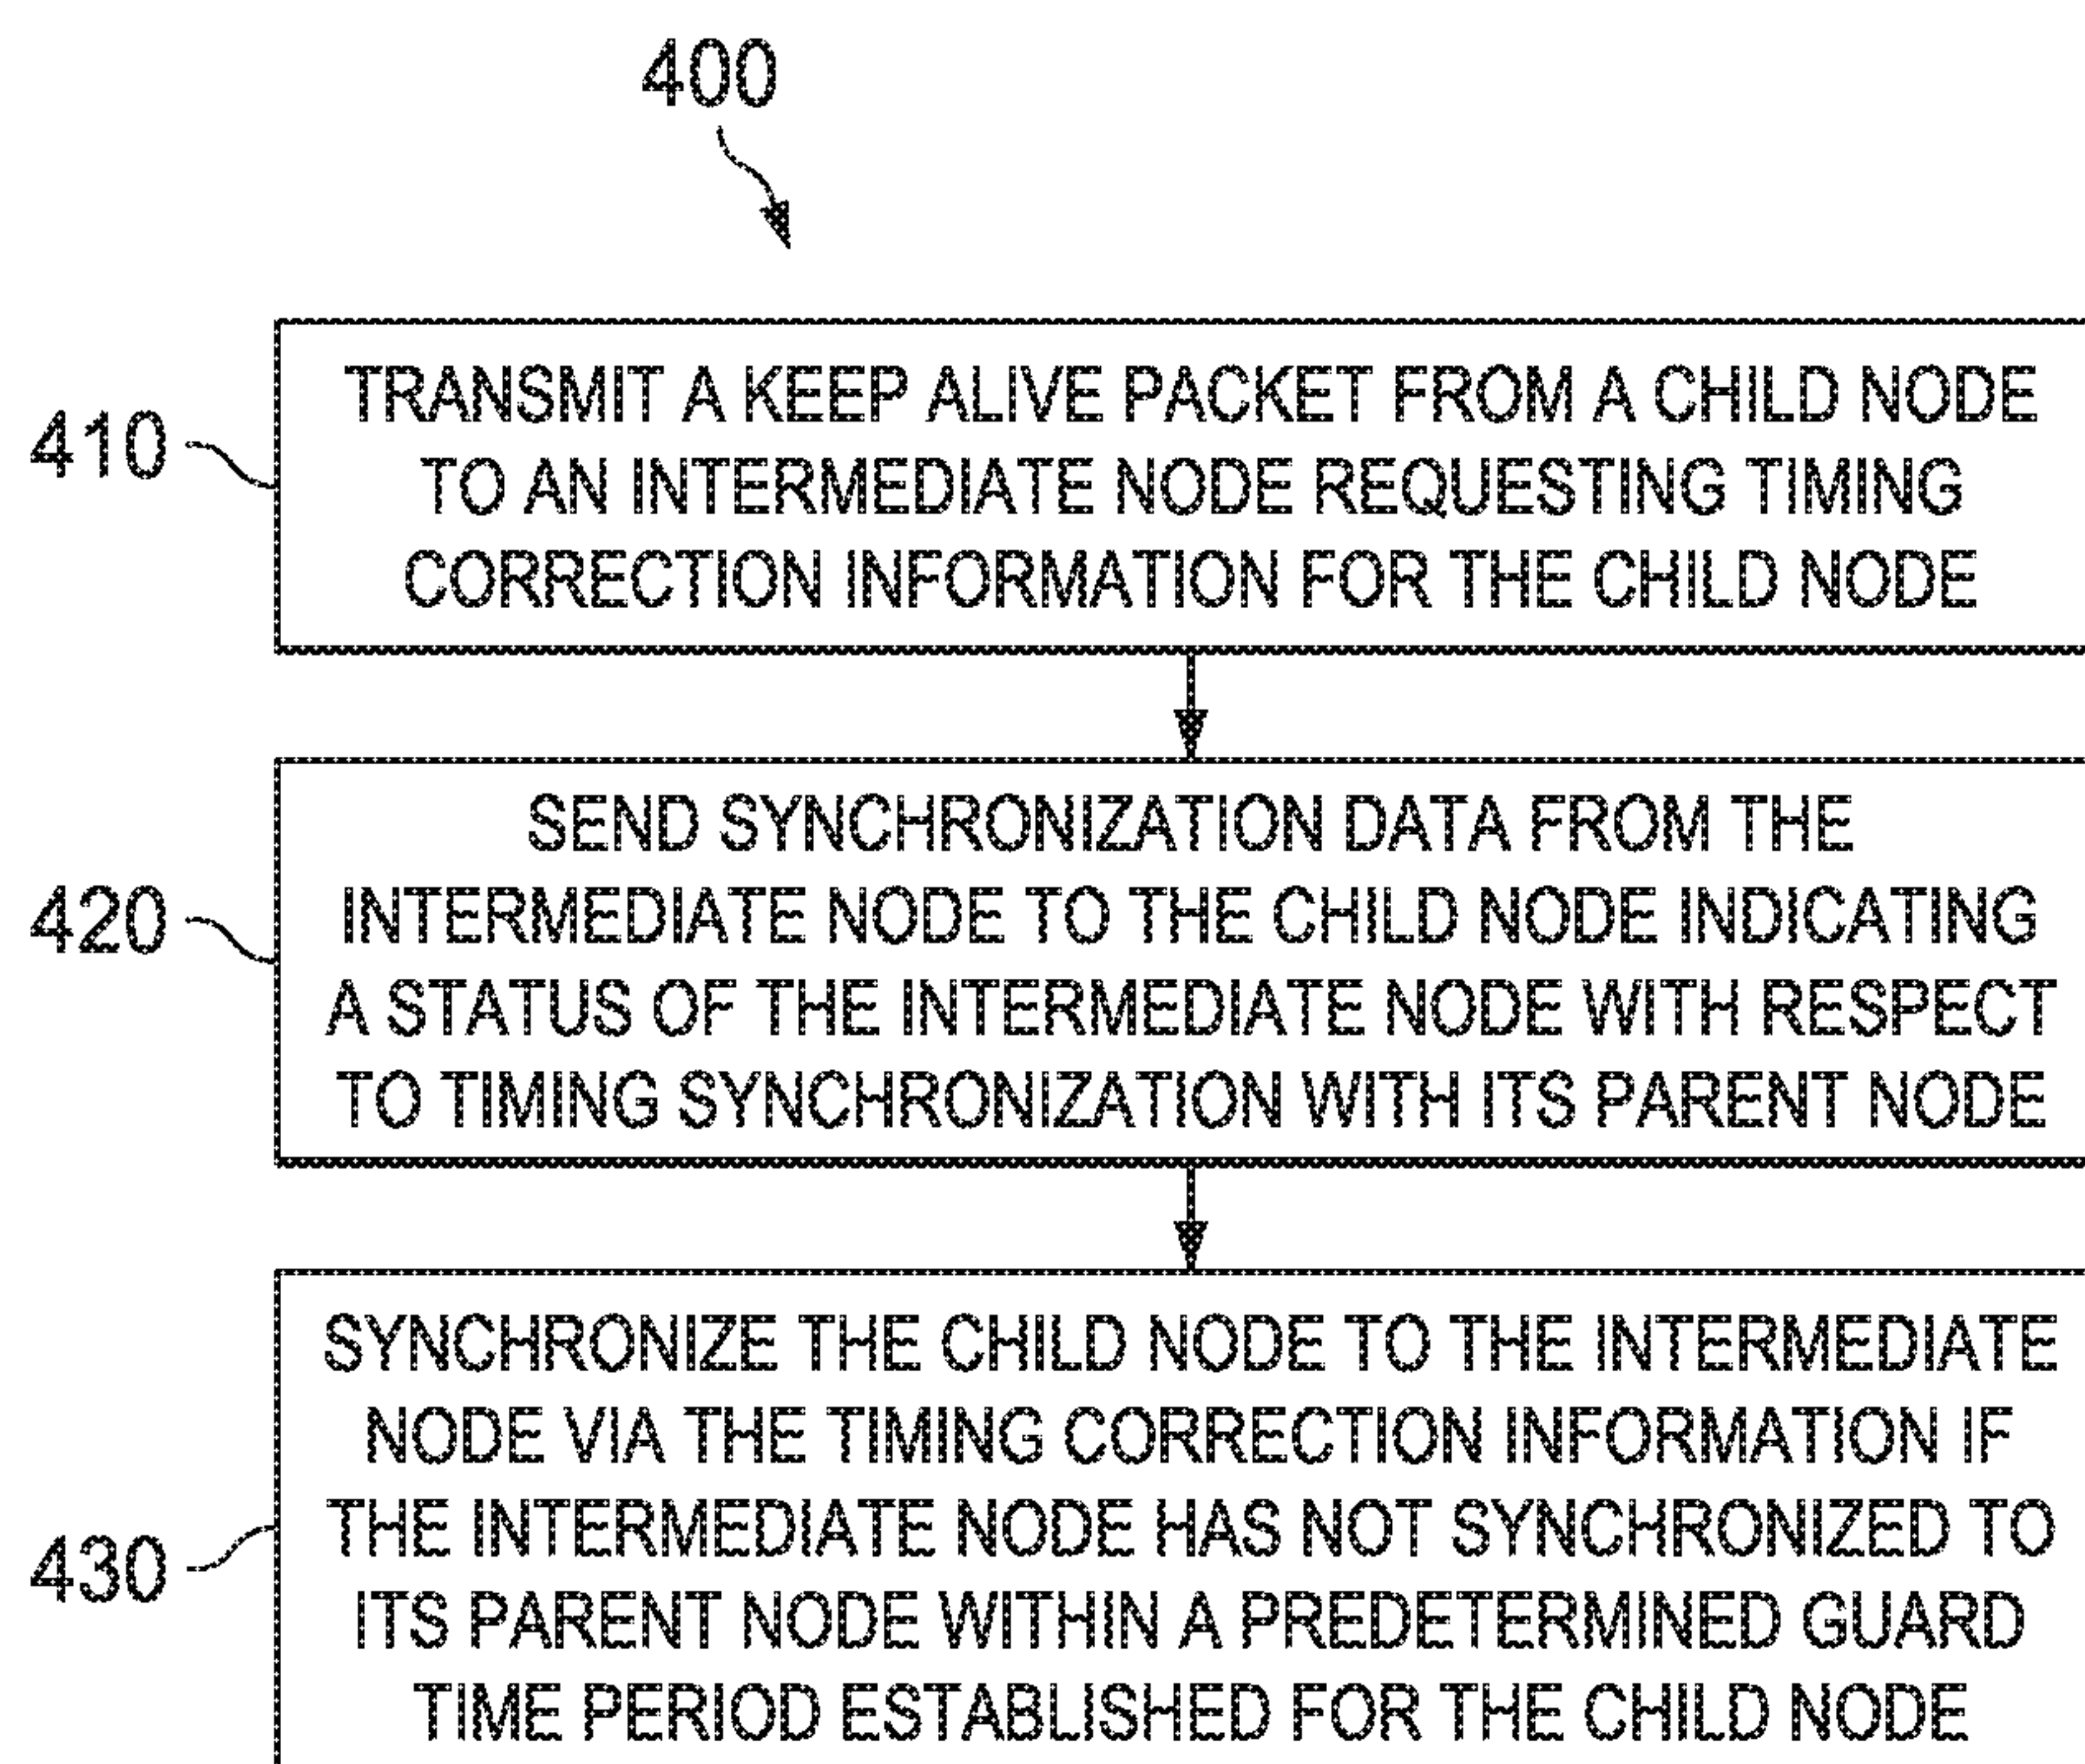 400
410
TRANSMIT A KEEP ALIVE PACKET FROM A CHILD NODE
TO AN INTERMEDIATE NODE REQUESTING TIMING
CORRECTION INFORMATION FOR THE CHILD NODE
420
SEND SYNCHRONIZATION DATA FROM THE
INTERMEDIATE NODE TO THE CHILD NODE INDICATING
A STATUS OF THE INTERMEDIATE NODE WITH RESPECT
TO TIMING SYNCHRONIZATION WITH ITS PARENT NODE
430
SYNCHRONIZE THE CHILD NODE TO THE INTERMEDIATE
NODE VIA THE TIMING CORRECTION INFORMATION IF
THE INTERMEDIATE NODE HAS NOT SYNCHRONIZED TO
ITS PARENT NODE WITHIN A PREDETERMINED GUARD
TIME PERIOD ESTABLISHED FOR THE CHILD NODE